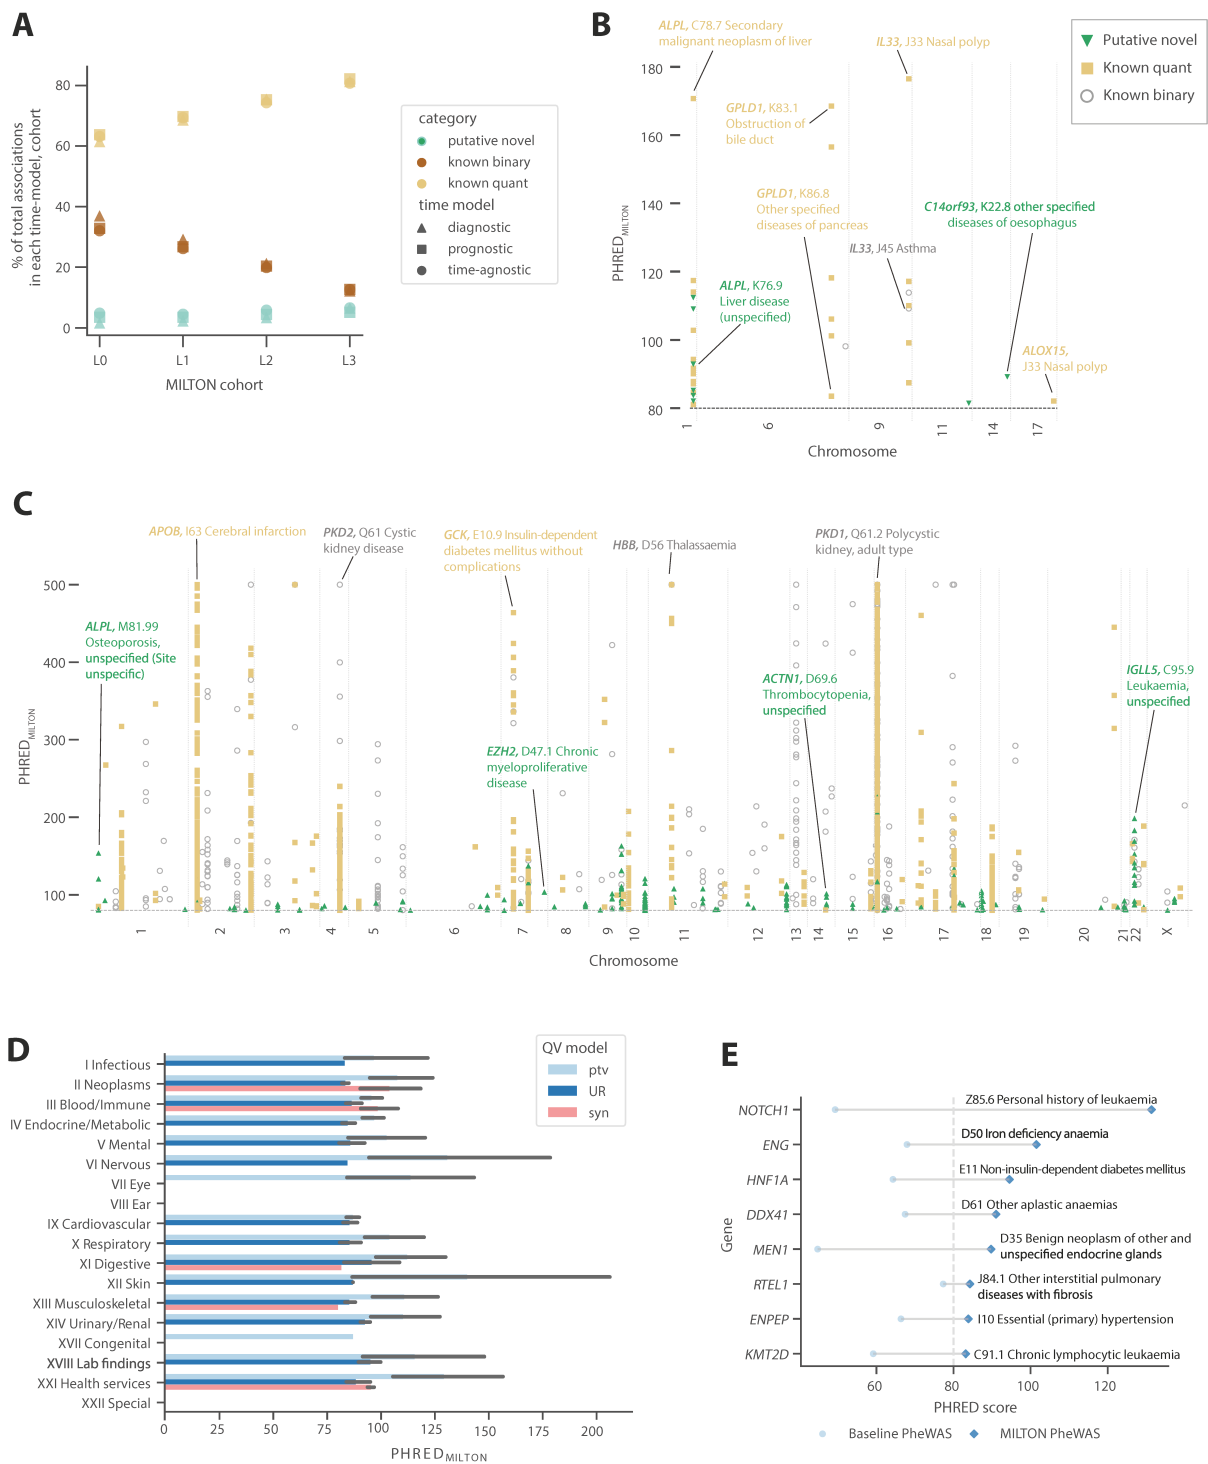 A
80
60
40
20
0
% of total associations
in each time-model, cohort
L0
L1
L2
L3
MILTON cohort
category
putative novel
known binary
known quant
time model
diagnostic
prognostic
time-agnostic
B
ALPL, C78.7 Secondary
malignant neoplasm of liver
IL33, J33 Nasal polyp
Putative novel
Known quant
Known binary
GPLD1, K83.1
Obstruction of
bile duct
GPLD1, K86.8
Other specified
diseases of pancreas
C14orf93, K22.8 other specified
diseases of oesophagus
IL33, J45 Asthma
ALPL, K76.9
Liver disease
(unspecified)
ALOX15,
J33 Nasal polyp
180
160
140
120
100
80
PHRED MILTON
1
6
9
11
14
17
Chromosome
C
APOB, I63 Cerebral infarction
PKD2, Q61 Cystic
kidney disease
GCK, E10.9 Insulin-dependent
diabetes mellitus without
complications
HBB, D56 Thalassaemia
PKD1, Q61.2 Polycystic
kidney, adult type
ALPL, M81.99
Osteoporosis,
unspecified (Site
unspecific)
EZH2, D47.1 Chronic
myeloproliferative
disease
ACTN1, D69.6
Thrombocytopenia,
unspecified
IGLL5, C95.9
Leukaemia,
unspecified
500
400
300
200
100
PHRED MILTON
1
2
3
4
5
6
7
8
9
10
11
12
13
14
15
16
17
18
19
20
21
22
X
Chromosome
D
QV model
ptv
UR
syn
I Infectious
II Neoplasms
III Blood/Immune
IV Endocrine/Metabolic
V Mental
VI Nervous
VII Eye
VIII Ear
IX Cardiovascular
X Respiratory
XI Digestive
XII Skin
XIII Musculoskeletal
XIV Urinary/Renal
XVII Congenital
XVIII Lab findings
XXI Health services
XXII Special
0
25
50
75
100
125
150
175
200
PHRED MILTON
E
NOTCH1
ENG
HNF1A
DDX41
MEN1
RTEL1
ENPEP
KMT2D
Gene
Z85.6 Personal history of leukaemia
D50 Iron deficiency anaemia
E11 Non-insulin-dependent diabetes mellitus
D61 Other aplastic anaemias
D35 Benign neoplasm of other and
unspecified endocrine glands
J84.1 Other interstitial pulmonary
diseases with fibrosis
I10 Essential (primary) hypertension
C91.1 Chronic lymphocytic leukaemia
60
80
100
120
PHRED score
Baseline PheWAS
MILTON PheWAS